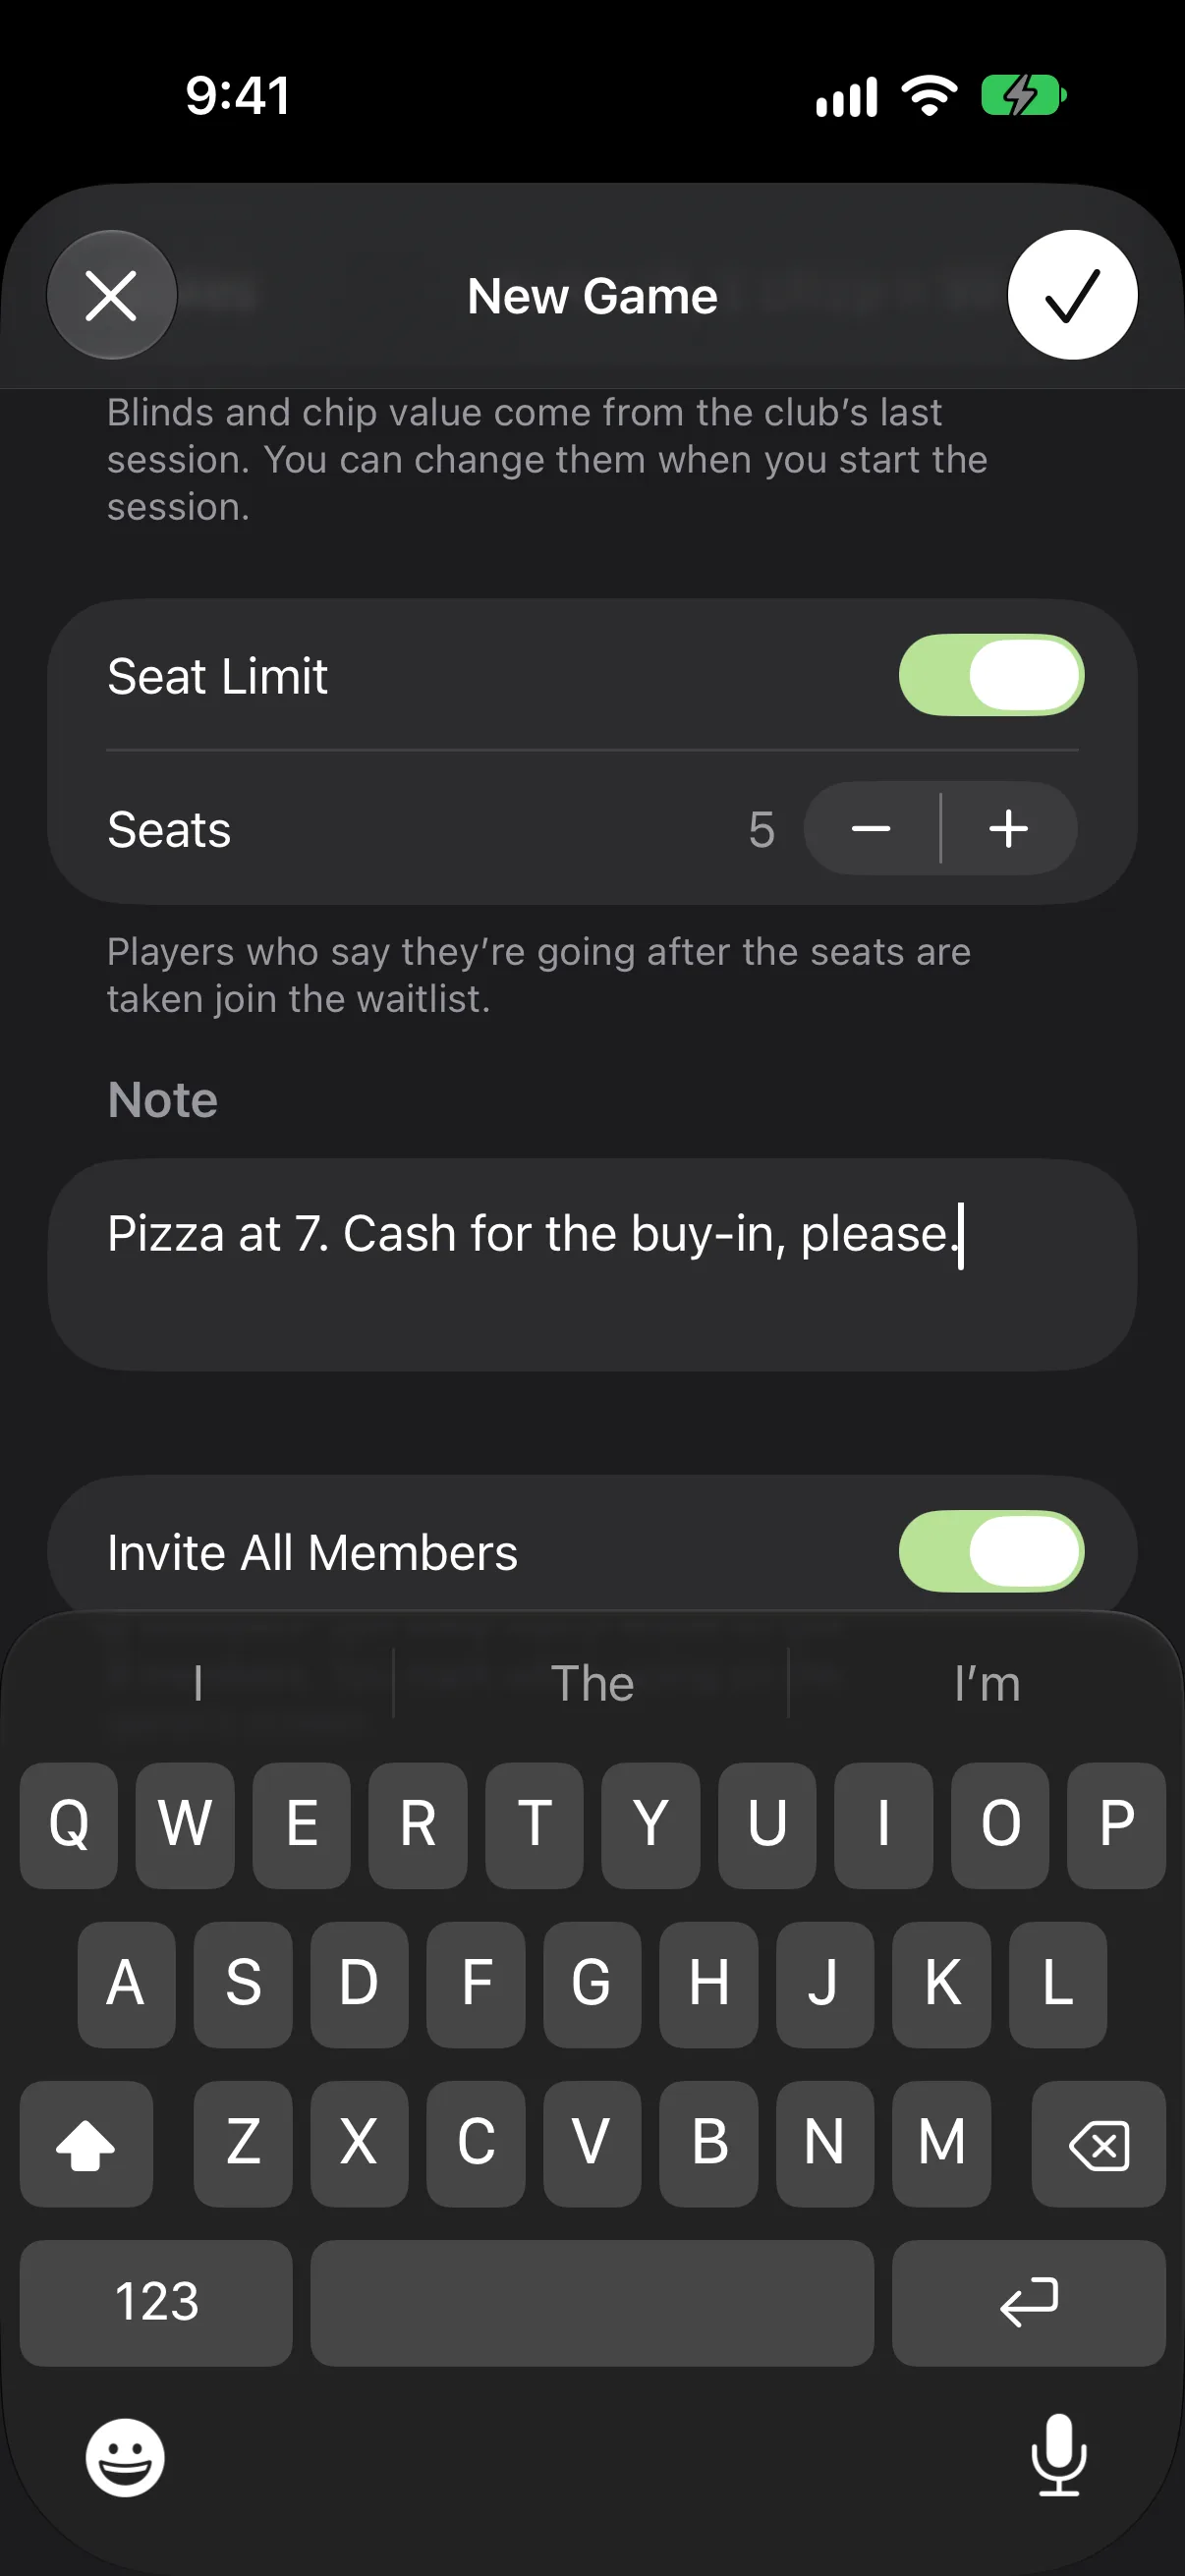 9:41
New Game
Blinds and chip value come from the club’s last
session. You can change them when you start the
session.
Seat Limit
Seats 5
Players who say they’re going after the seats are
taken join the waitlist.
Note
Pizza at 7. Cash for the buy-in, please.
Invite All Members
I The I’m
Q W E R T Y U I O P
A S D F G H J K L
Z X C V B N M
123